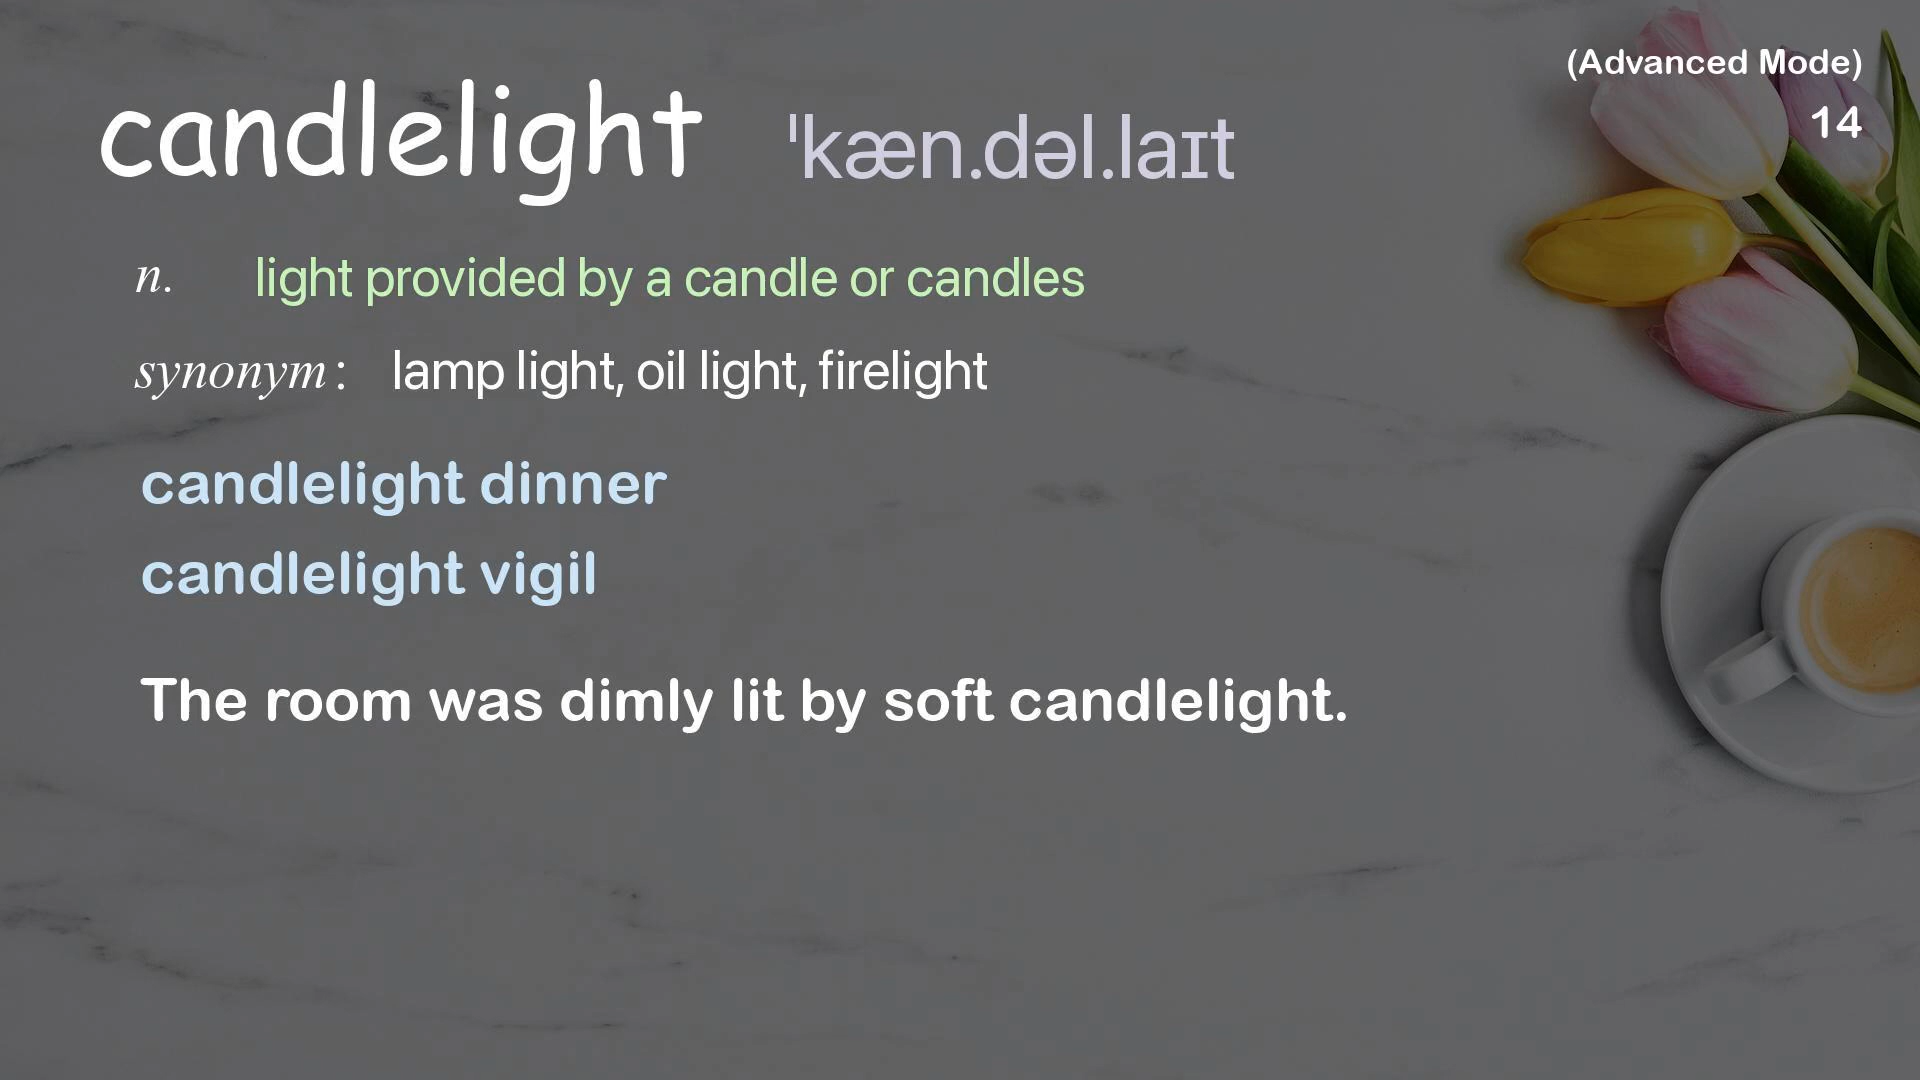 (Advanced Mode)
candlelight ˈkæn.dəl.laɪt
14
n. light provided by a candle or candles
synonym: lamp light, oil light, firelight
candlelight dinner
candlelight vigil
The room was dimly lit by soft candlelight.